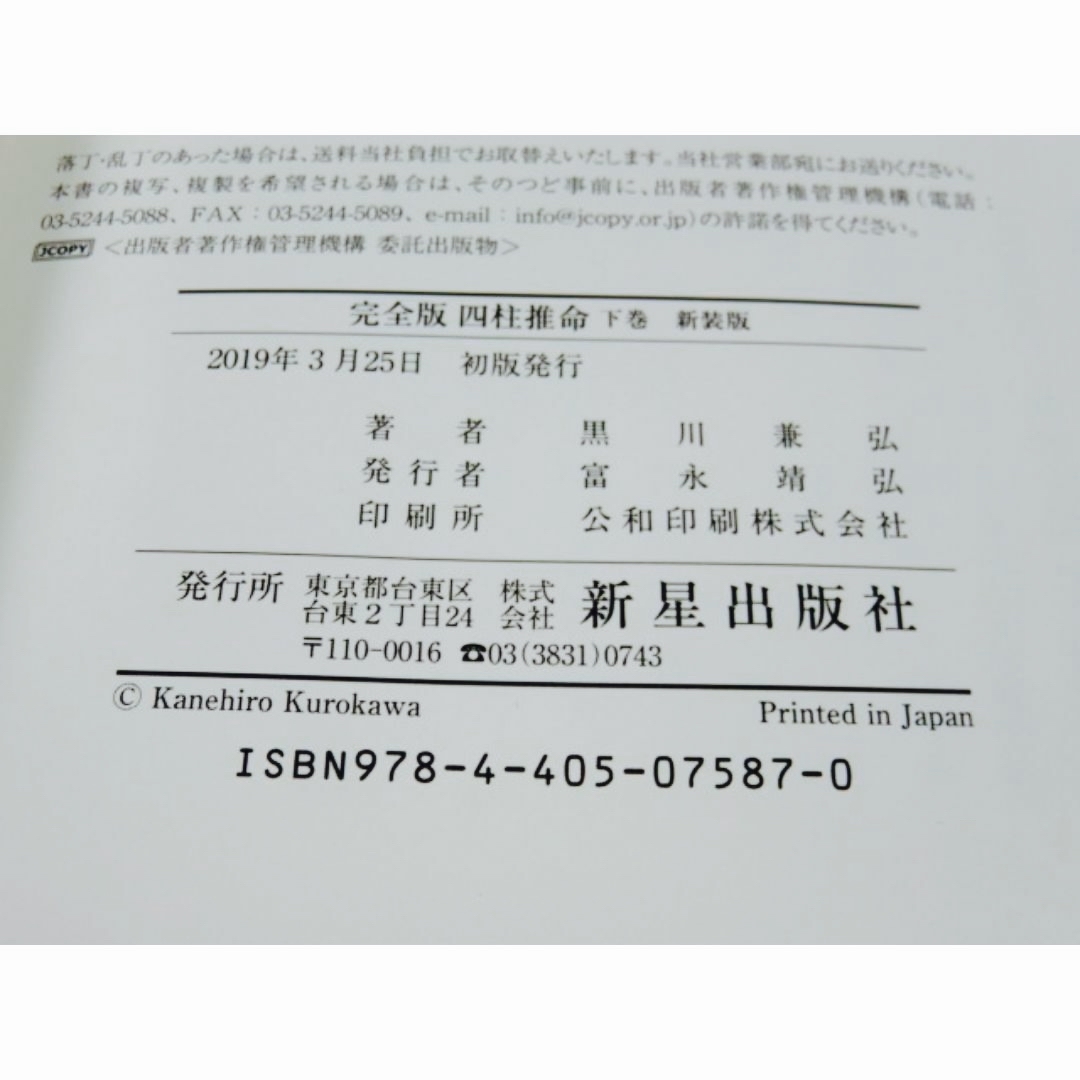 落丁・乱丁のあった場合は、送料当社負担でお取替えいたします。当社営業部宛にお送りください。
本書の複写、複製を希望される場合は、そのつど事前に、出版者著作権管理機構(電話:
03-5244-5088、FAX:03-5244-5089、e-mail:info@jcopy.or.jp)の許諾を得てください。
JCOPY <出版者著作権管理機構 委託出版物>
完全版 四柱推命 下巻 新装版
2019年3月25日 初版発行
著者 黒川兼弘
発行者 富永靖弘
印刷所 公和印刷株式会社
発行所 東京都台東区 株式 新星出版社
台東2丁目24 会社
〒110-0016 ☎03(3831)0743
© Kanehiro Kurokawa Printed in Japan
ISBN978-4-405-07587-0